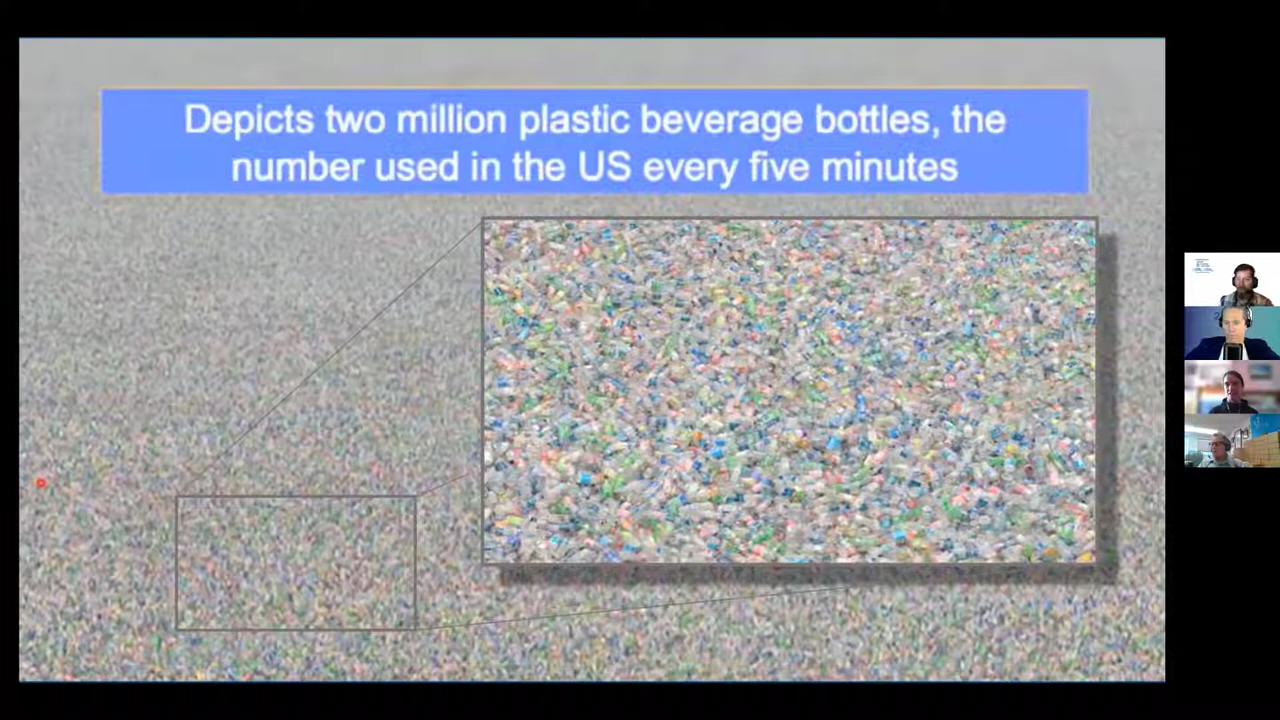 Depicts two million plastic beverage bottles, the
number used in the US every five minutes